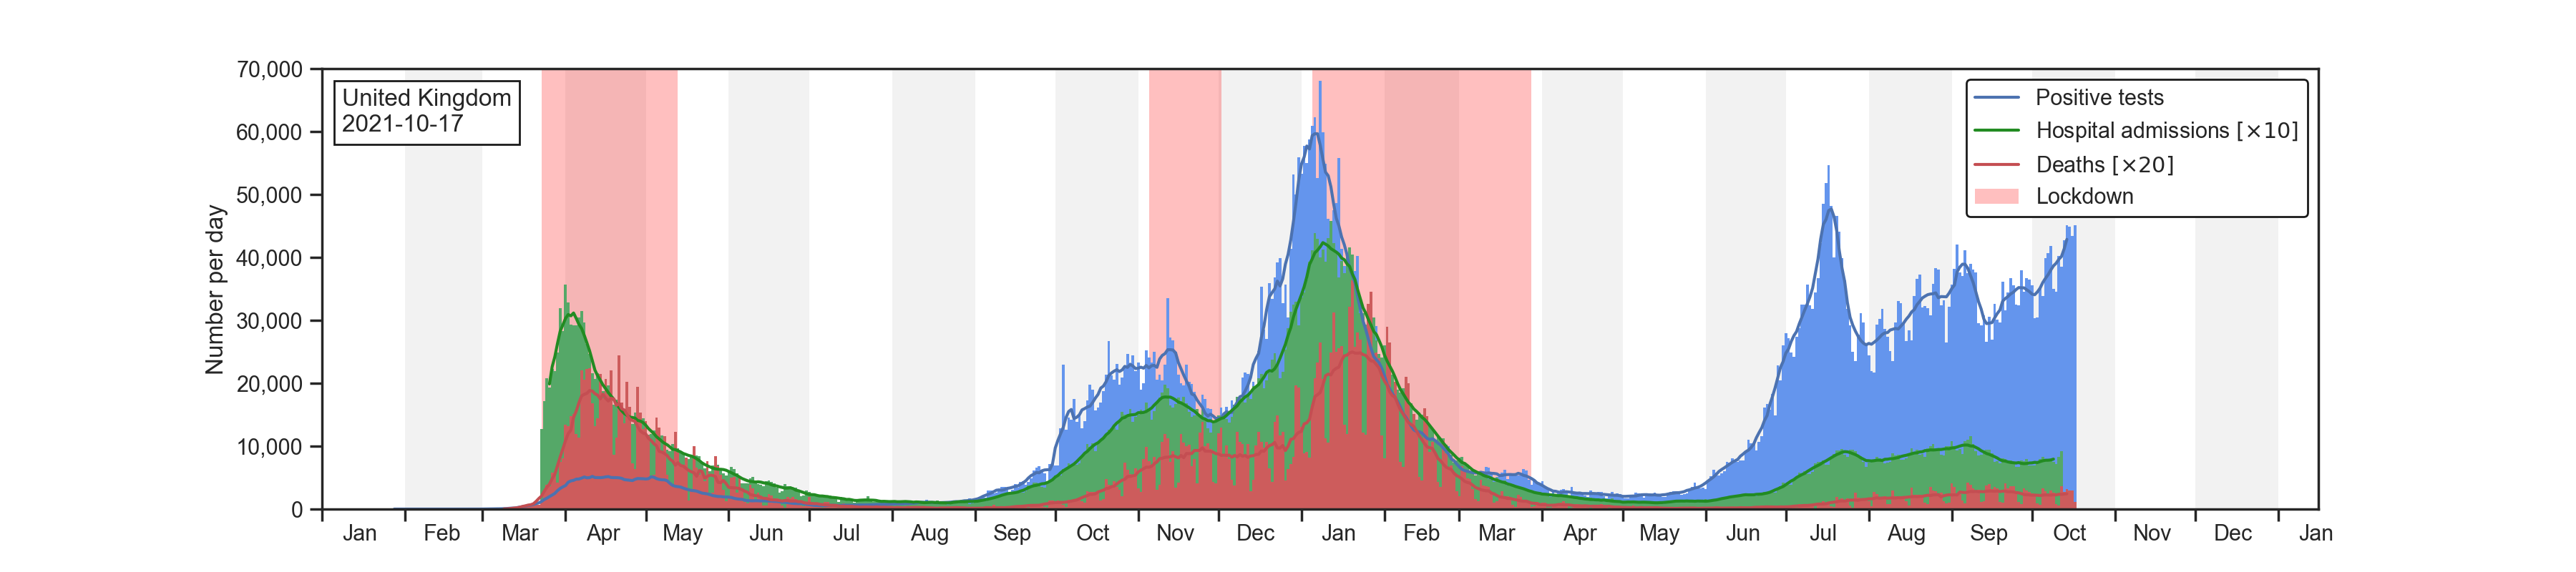 United Kingdom
2021-10-17
Positive tests
Hospital admissions [×10]
Deaths [×20]
Lockdown
Number per day
70,000
60,000
50,000
40,000
30,000
20,000
10,000
0
Jan Feb Mar Apr May Jun Jul Aug Sep Oct Nov Dec Jan Feb Mar Apr May Jun Jul Aug Sep Oct Nov Dec Jan